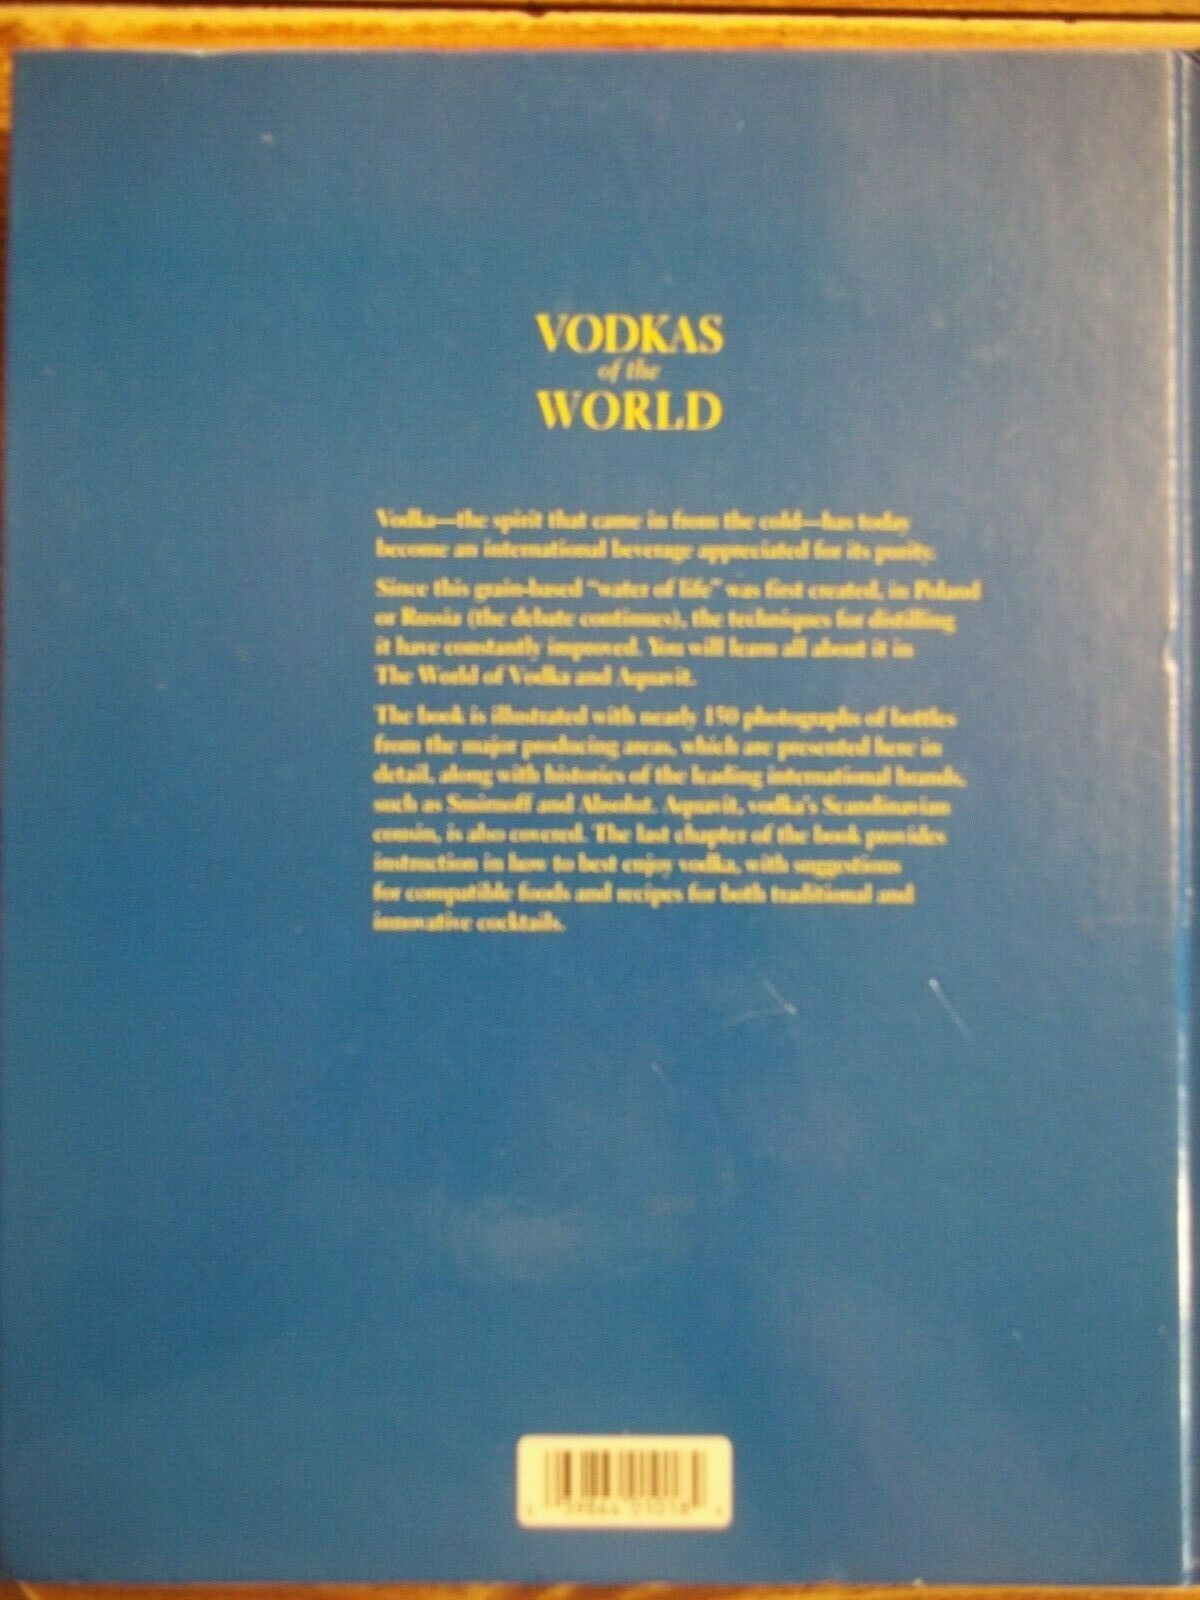 VODKAS
of the
WORLD
Vodka—the spirit that came in from the cold—has today
become an international beverage appreciated for its purity.
Since this grain-based "water of life" was first created, in Poland
or Russia (the debate continues), the techniques for distilling
it have constantly improved. You will learn all about it in
The World of Vodka and Aquavit.
The book is illustrated with nearly 150 photographs of bottles
from the major producing areas, which are presented here in
detail, along with histories of the leading international brands,
such as Smirnoff and Absolut. Aquavit, vodka's Scandinavian
cousin, is also covered. The last chapter of the book provides
instruction in how to best enjoy vodka, with suggestions
for compatible foods and recipes for both traditional and
innovative cocktails.